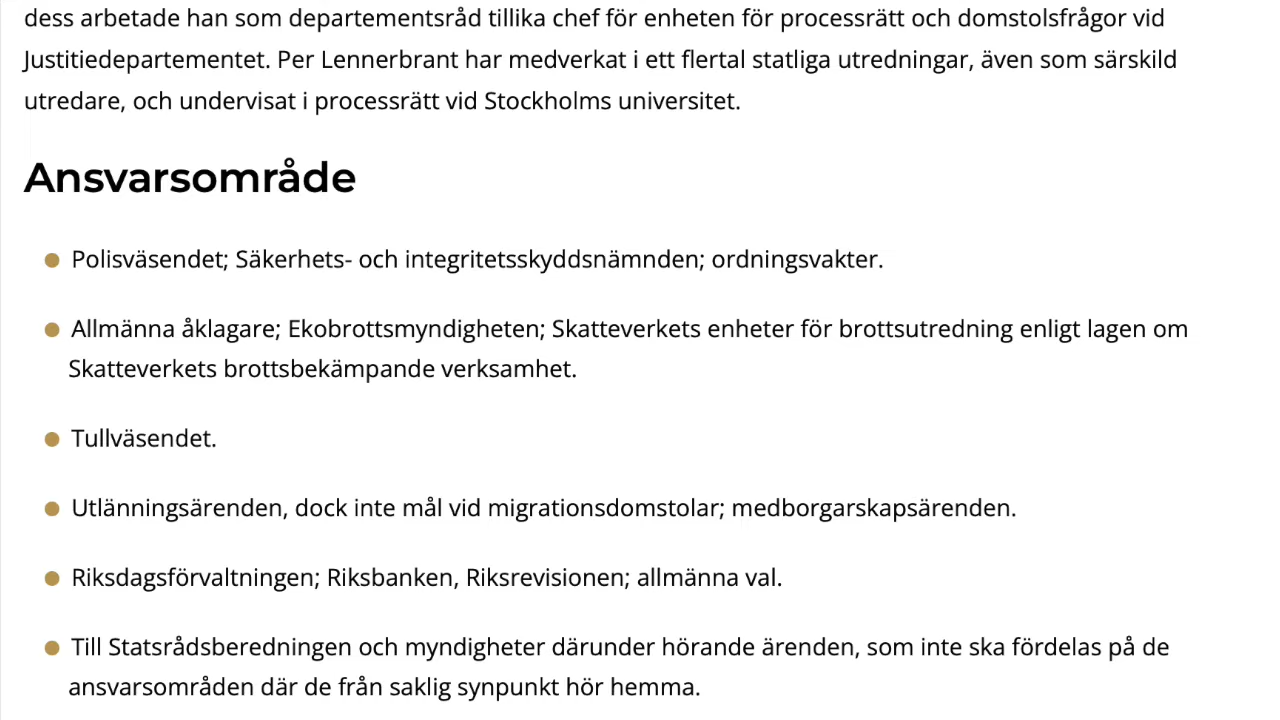 dess arbetade han som departementsråd tillika chef för enheten för processrätt och domstolsfrågor vid
Justitiedepartementet. Per Lennerbrant har medverkat i ett flertal statliga utredningar, även som särskild
utredare, och undervisat i processrätt vid Stockholms universitet.
Ansvarsområde
Polisväsendet; Säkerhets- och integritetsskyddsnämnden; ordningsvakter.
Allmänna åklagare; Ekobrottsmyndigheten; Skatteverkets enheter för brottsutredning enligt lagen om
Skatteverkets brottsbekämpande verksamhet.
Tullväsendet.
Utlänningsärenden, dock inte mål vid migrationsdomstolar; medborgarskapsärenden.
Riksdagsförvaltningen; Riksbanken, Riksrevisionen; allmänna val.
Till Statsrådsberedningen och myndigheter därunder hörande ärenden, som inte ska fördelas på de
ansvarsområden där de från saklig synpunkt hör hemma.